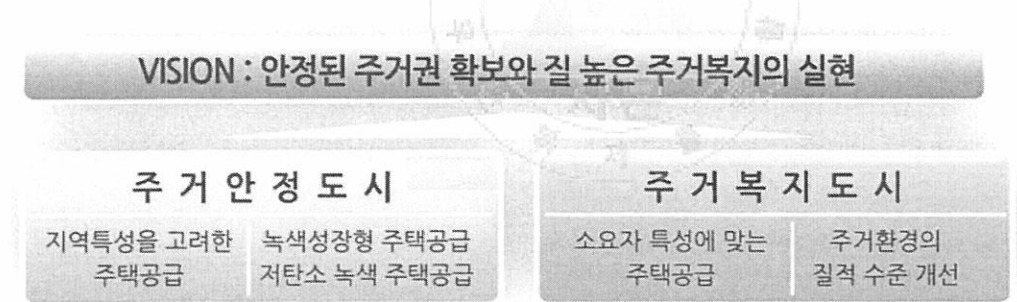 VISION : 안정된 주거권 확보와 질 높은 주거복지의 실현
주 거 안 정 도 시
지역특성을 고려한
주택공급
녹색성장형 주택공급
저탄소 녹색 주택공급
주 거 복 지 도 시
소요자 특성에 맞는
주택공급
주거환경의
질적 수준 개선